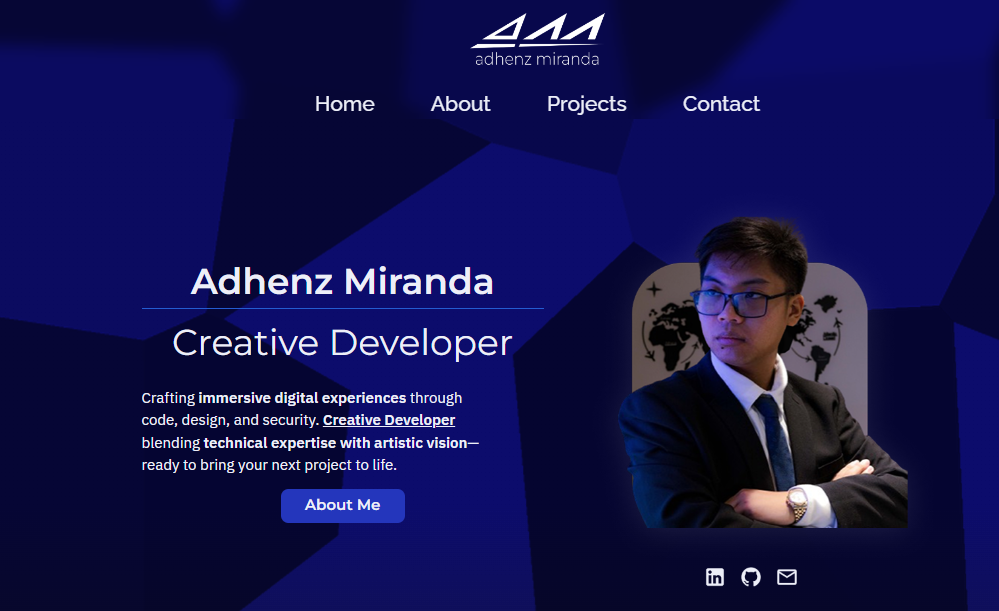 adhenz miranda
Home About Projects Contact
Adhenz Miranda
Creative Developer
Crafting immersive digital experiences through
code, design, and security. Creative Developer
blending technical expertise with artistic vision—
ready to bring your next project to life.
About Me
in